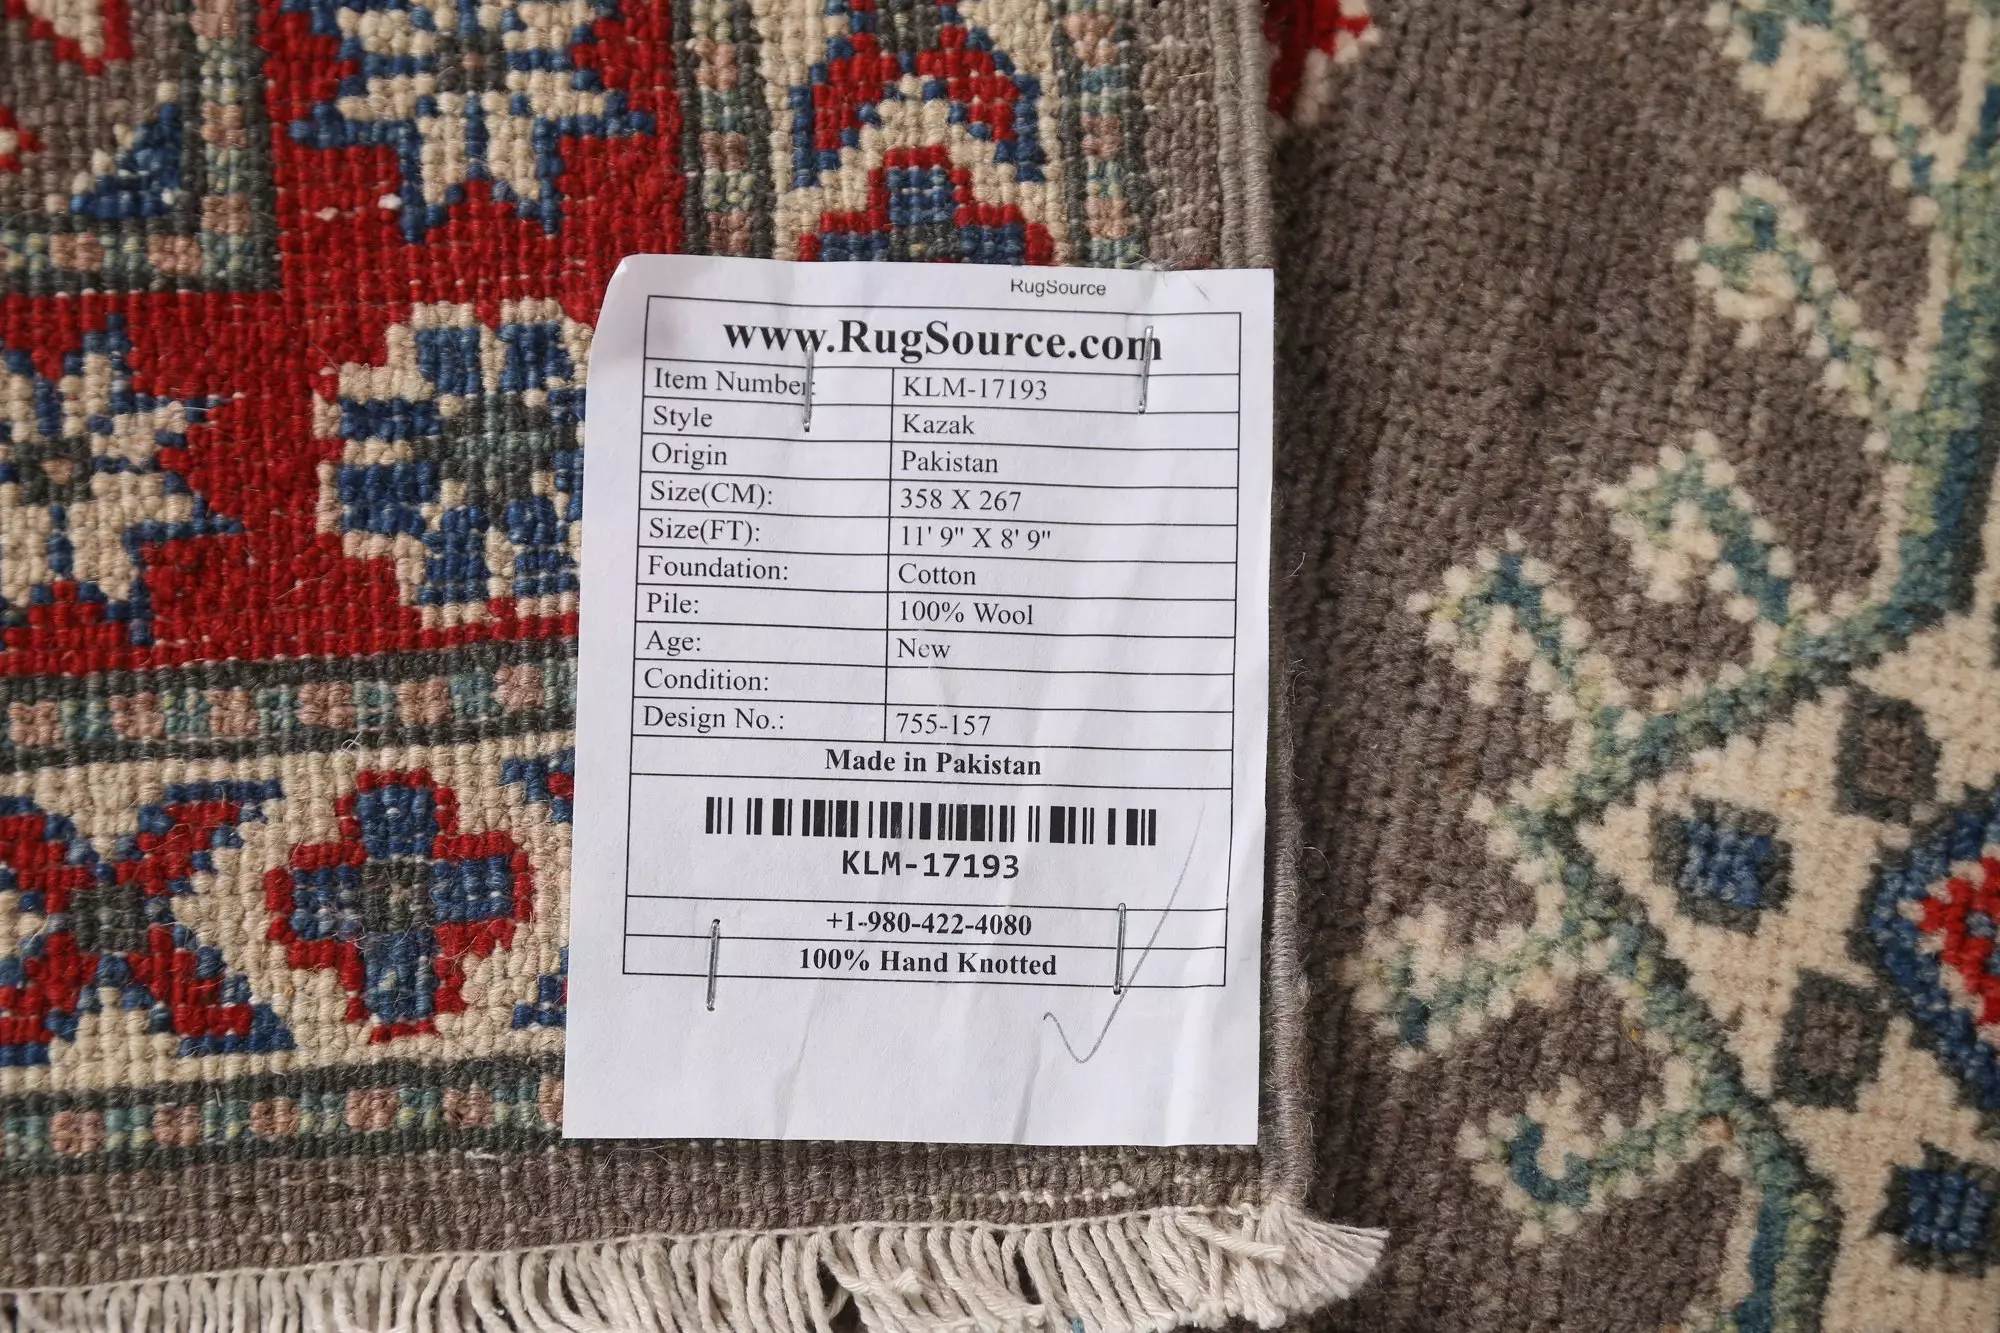 RugSource
www.RugSource.com
Item Number: KLM-17193
Style Kazak
Origin Pakistan
Size(CM): 358 X 267
Size(FT): 11' 9" X 8' 9"
Foundation: Cotton
Pile: 100% Wool
Age: New
Condition:
Design No.: 755-157
Made in Pakistan
KLM-17193
+1-980-422-4080
100% Hand Knotted